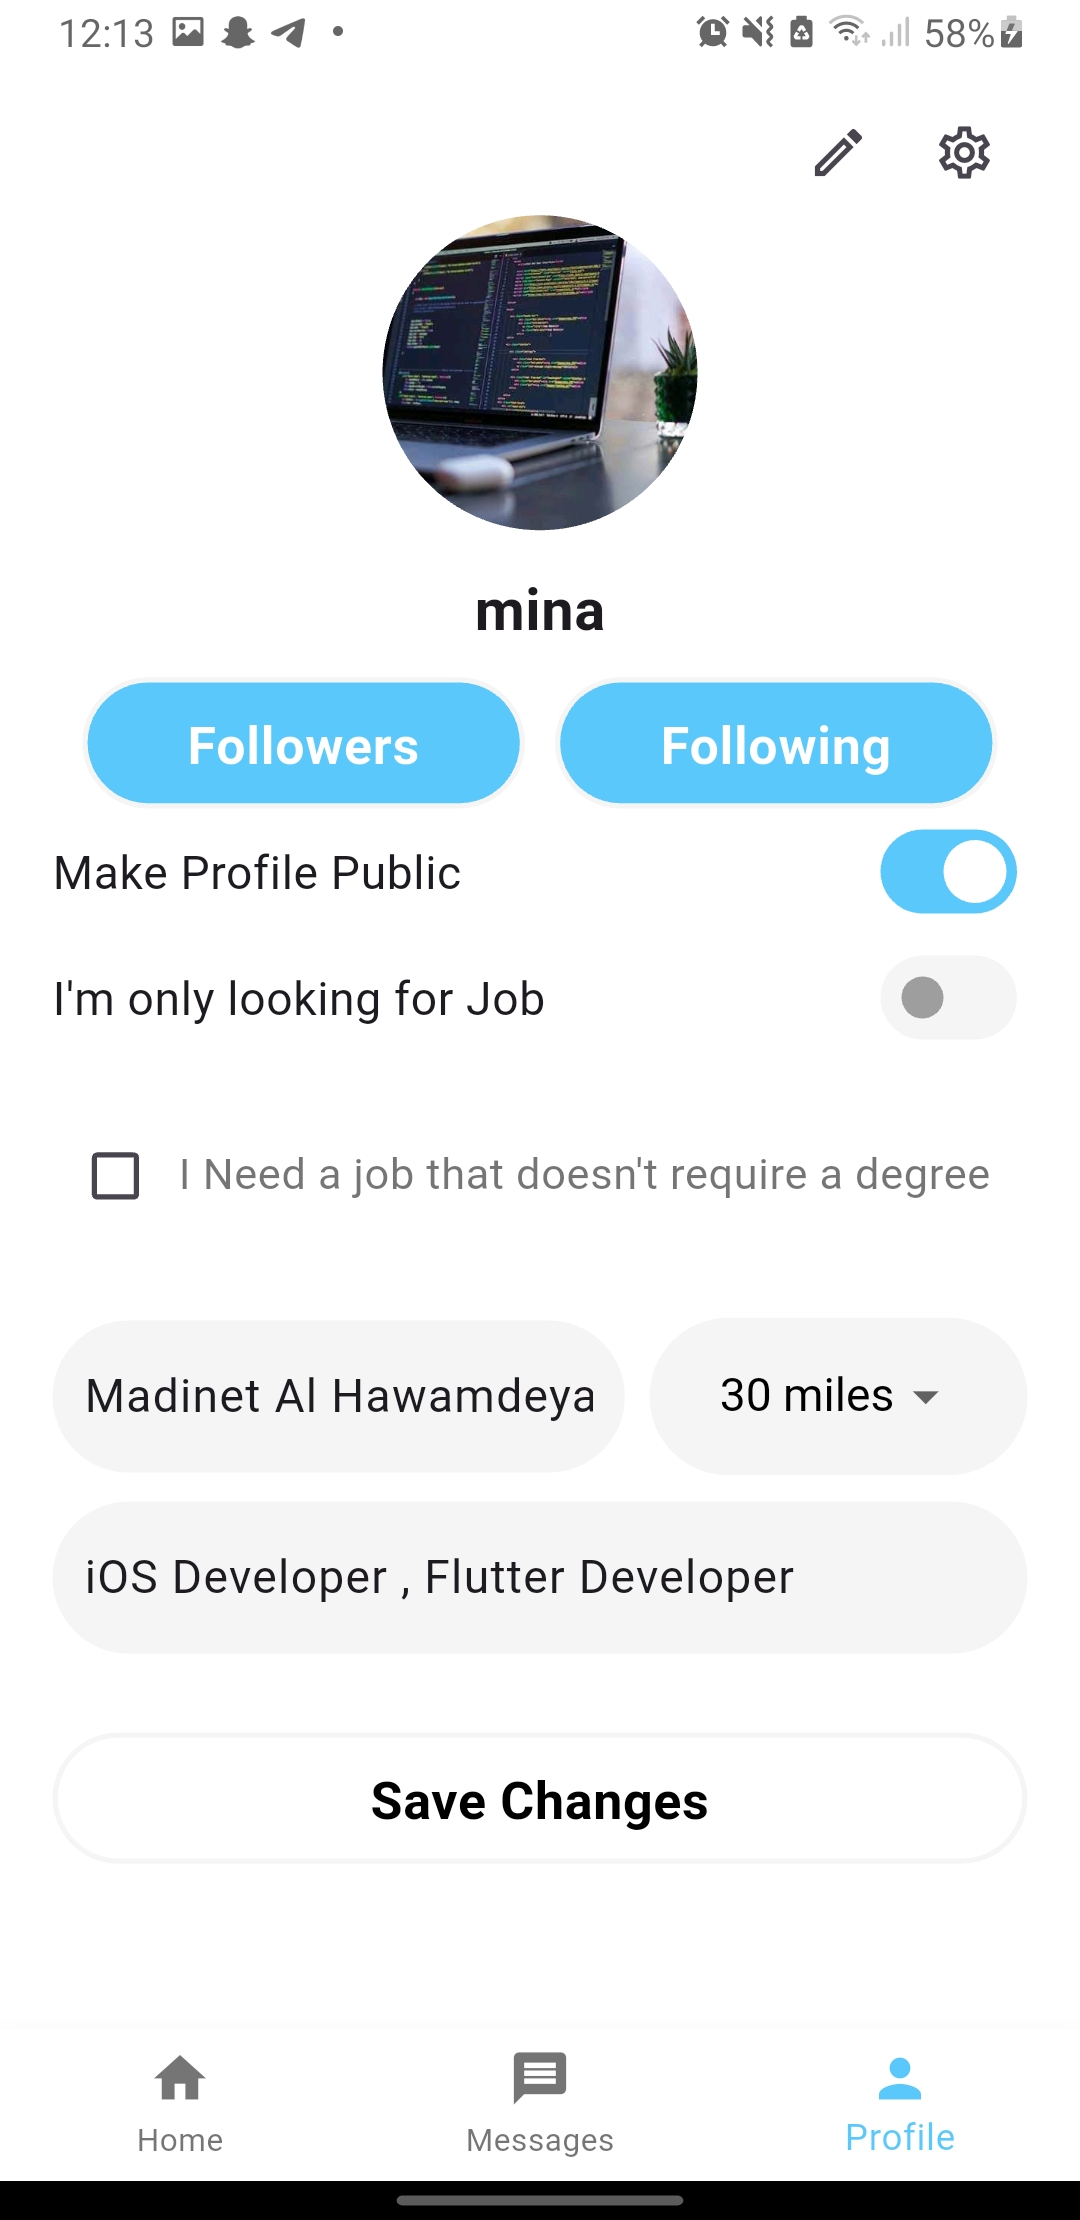 12:13
58%
mina
Followers
Following
Make Profile Public
I'm only looking for Job
I Need a job that doesn't require a degree
Madinet Al Hawamdeya
30 miles
iOS Developer , Flutter Developer
Save Changes
Home
Messages
Profile